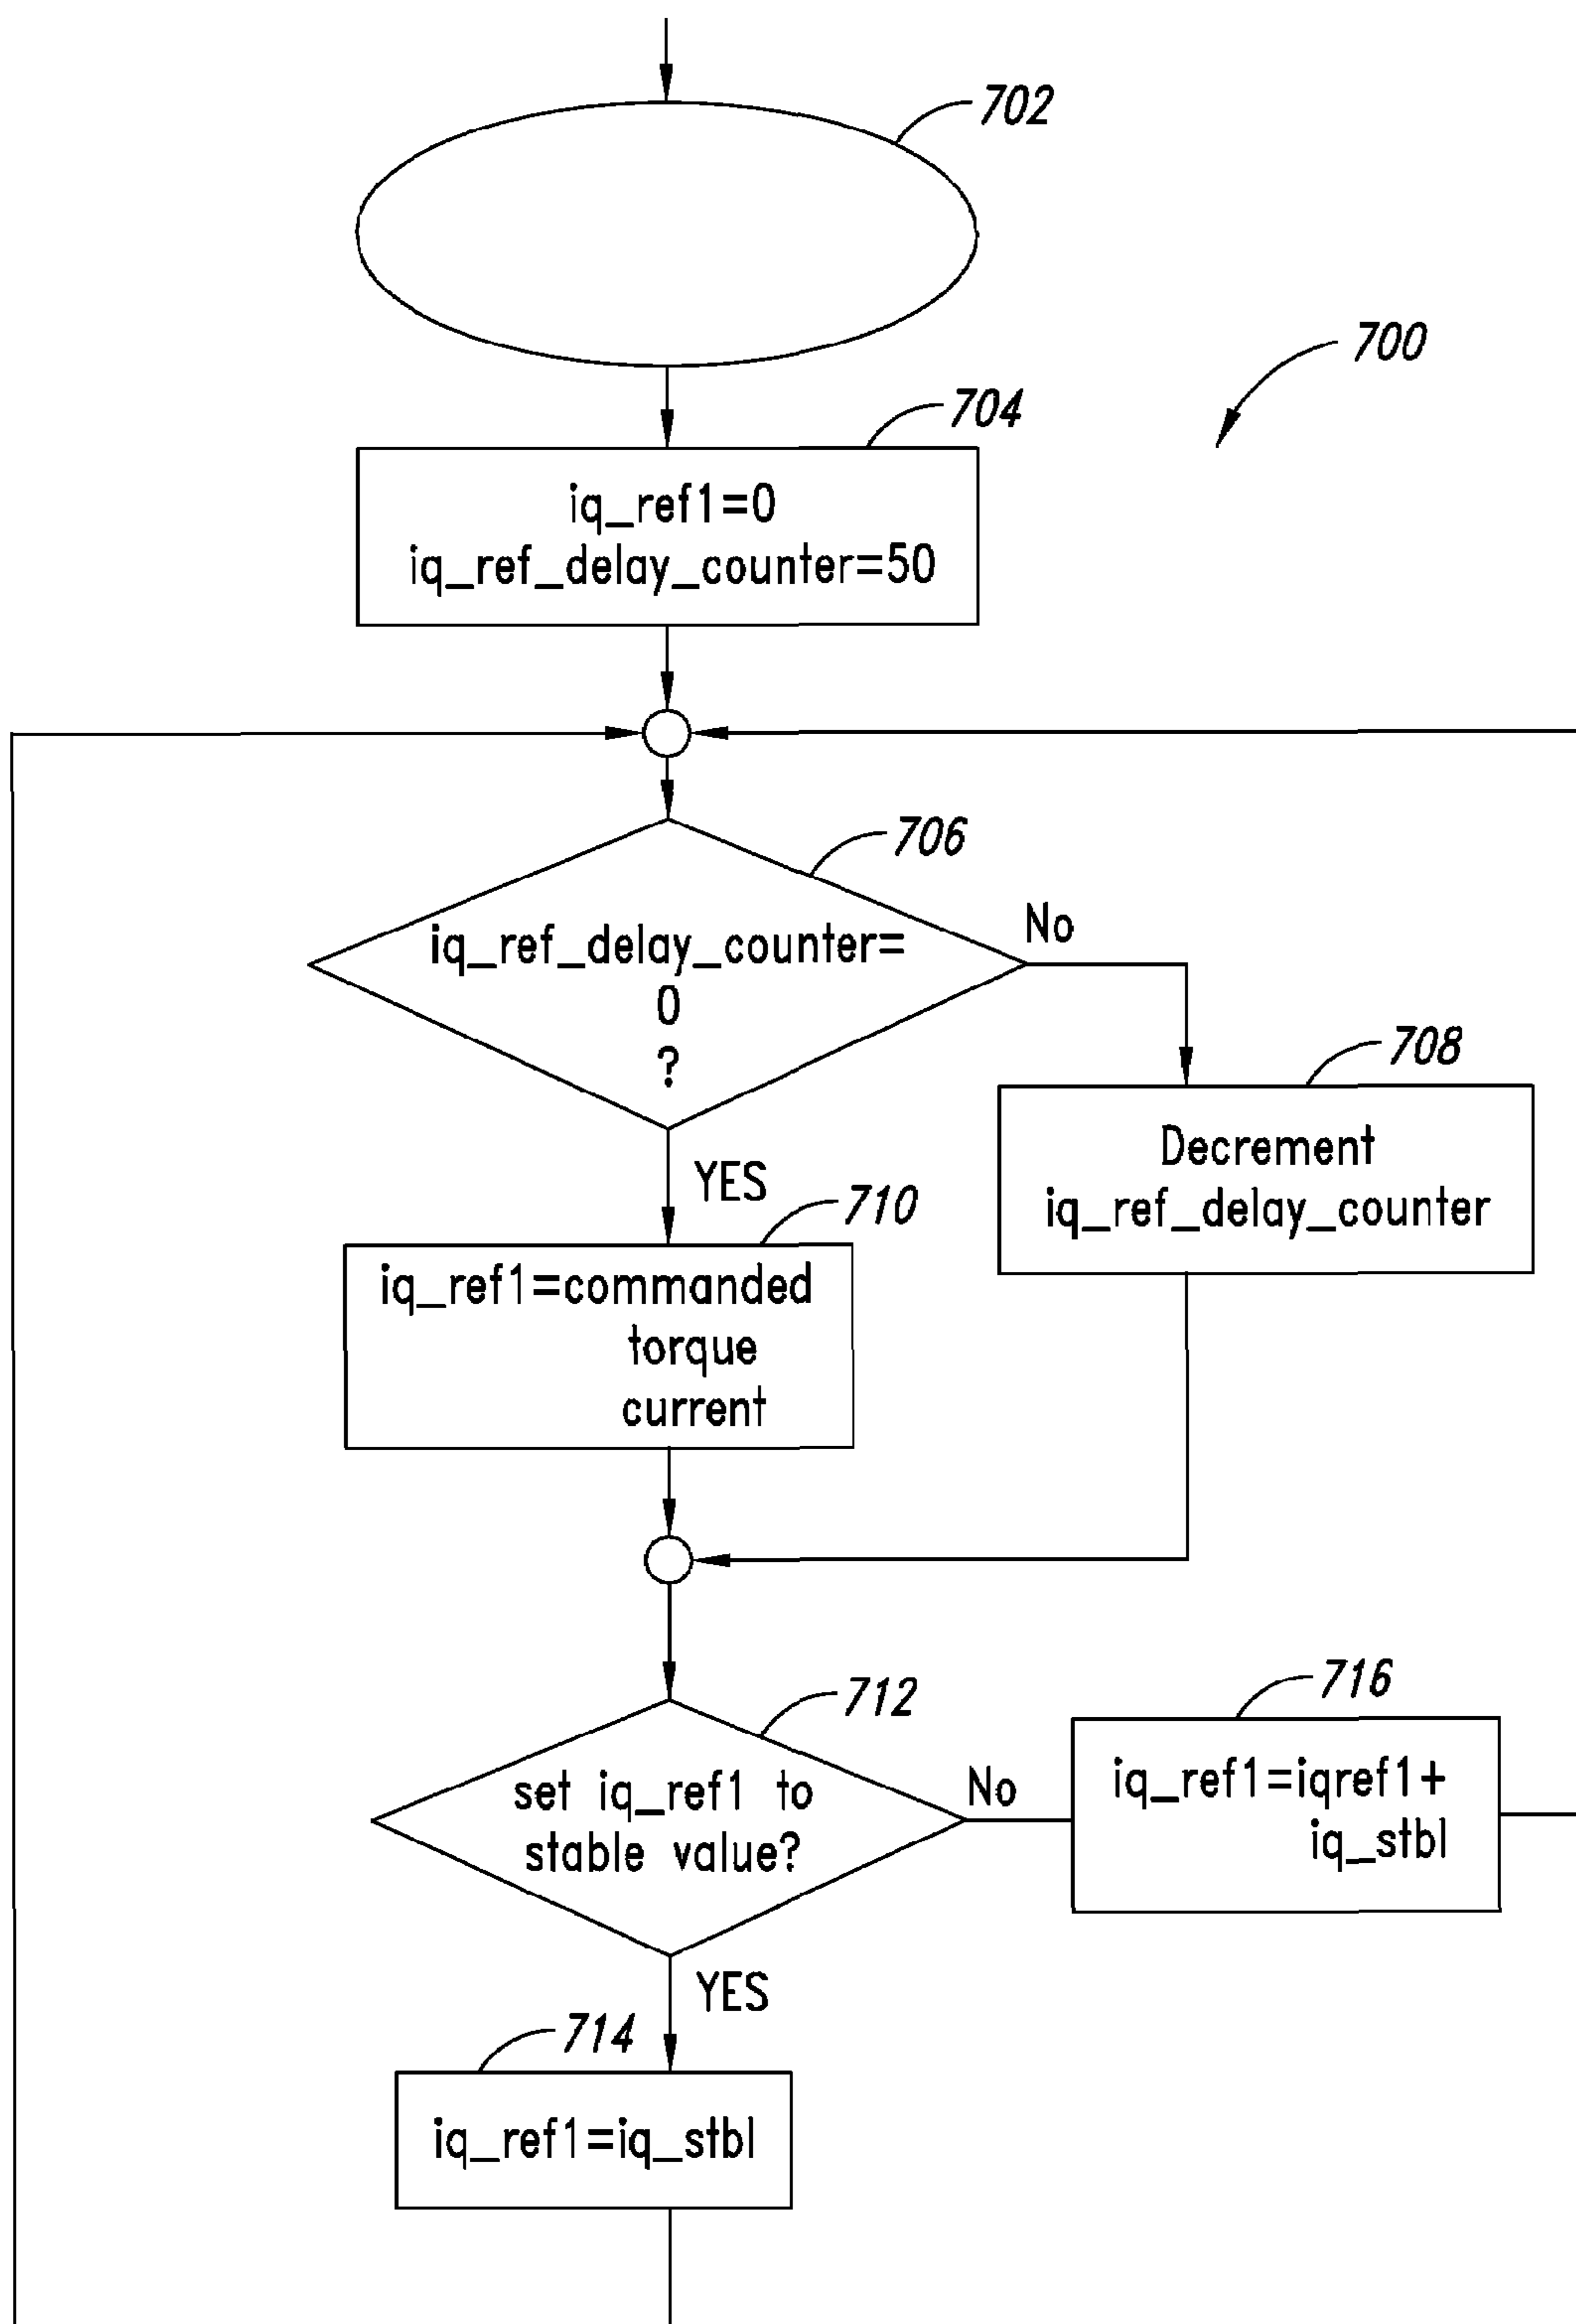 702
700
704
iq_ref1=0
iq_ref_delay_counter=50
706
iq_ref_delay_counter=
0
?
No
708
Decrement
iq_ref_delay_counter
YES
710
iq_ref1=commanded
torque
current
712
set iq_ref1 to
stable value?
No
716
iq_ref1=iqref1+
iq_stbl
YES
714
iq_ref1=iq_stbl